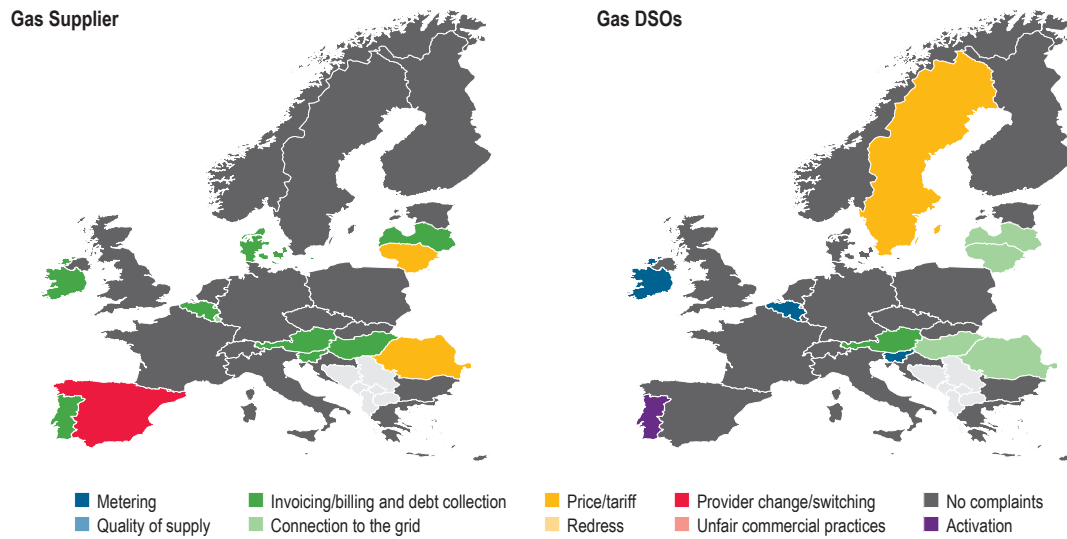 Gas Supplier
Gas DSOs
Metering
Invoicing/billing and debt collection
Price/tariff
Provider change/switching
No complaints
Quality of supply
Connection to the grid
Redress
Unfair commercial practices
Activation